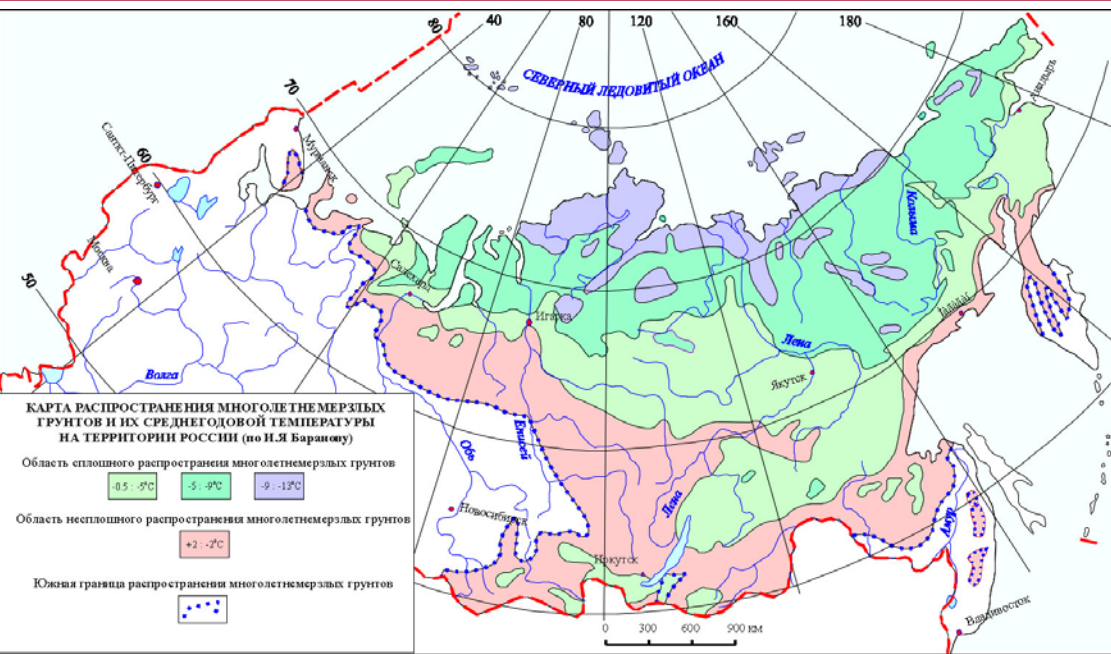 80
40
80
120
160
180
70
60
50
СЕВЕРНЫЙ ЛЕДОВИТЫЙ ОКЕАН
Анадырь
Мурманск
Санкт-Питербург
Москва
Салехард
Игарка
Колыма
Магадан
Лена
Якутск
Волга
Обь
Енисей
Лена
Новосибирск
Иркутск
Амур
Владивосток
КАРТА РАСПРОСТРАНЕНИЯ МНОГОЛЕТНЕМЕРЗЛЫХ
ГРУНТОВ И ИХ СРЕДНЕГОДОВОЙ ТЕМПЕРАТУРЫ
НА ТЕРРИТОРИИ РОССИИ (по И.Я Баранову)
Область сплошного распространеия многолетнемерзлых грунтов
-0.5 : -5°С
-5 : -9°С
-9 : -13°С
Область несплошного распространения многолетнемерзлых грунтов
+2 : -2°С
Южная граница распространения многолетнемерзлых грунтов
0 300 600 900 км